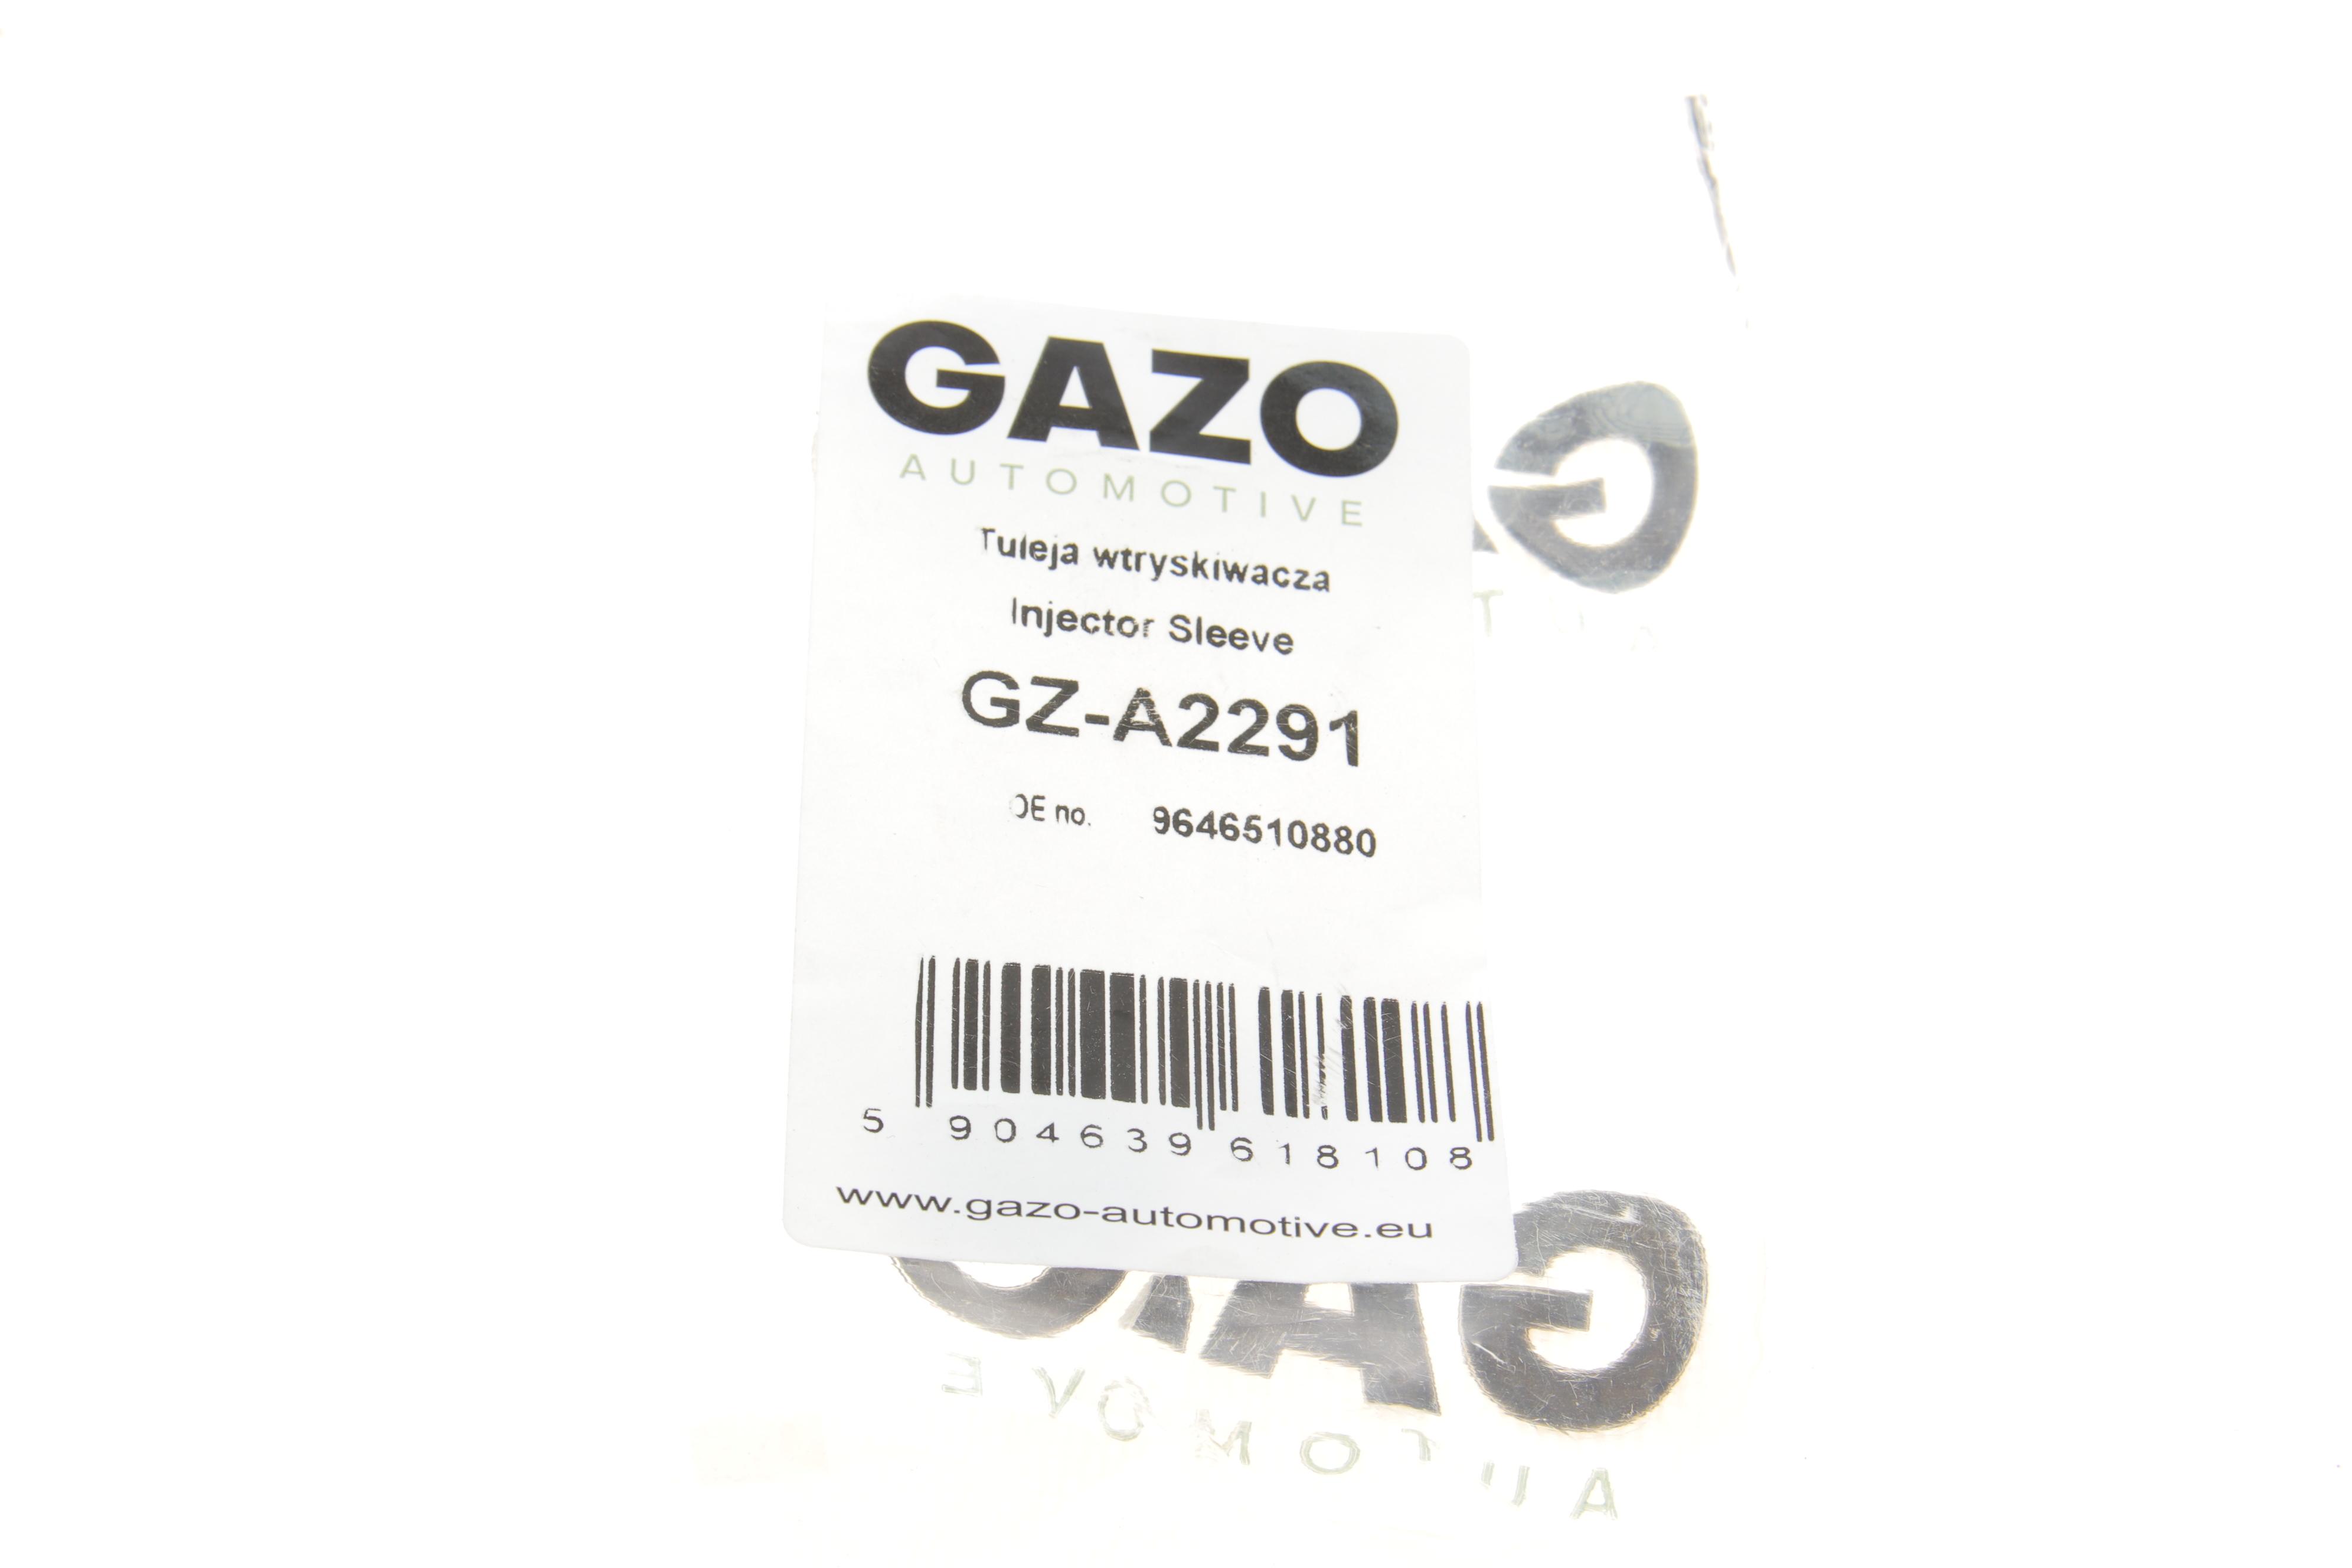 GAZO
AUTOMOTIVE
Tuleja wtryskiwacza
Injector Sleeve
GZ-A2291
OE no. 9646510880
5 904639 618108
www.gazo-automotive.eu